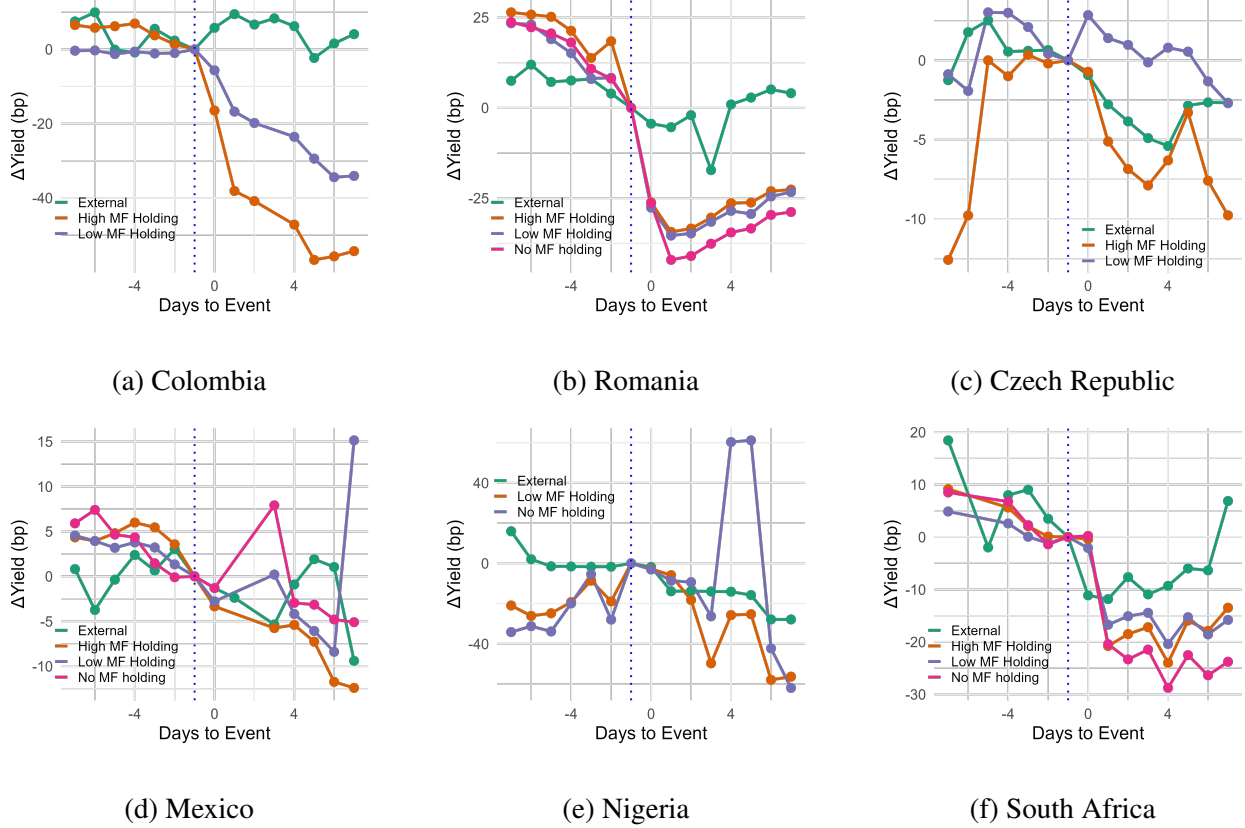 ΔYield (bp)
0
-20
-40
External
High MF Holding
Low MF Holding
-4
0
4
Days to Event
(a) Colombia
ΔYield (bp)
25
0
-25
External
High MF Holding
Low MF Holding
No MF holding
-4
0
4
Days to Event
(b) Romania
ΔYield (bp)
0
-5
-10
External
High MF Holding
Low MF Holding
-4
0
4
Days to Event
(c) Czech Republic
ΔYield (bp)
15
10
5
0
-5
-10
External
High MF Holding
Low MF Holding
No MF holding
-4
0
4
Days to Event
(d) Mexico
ΔYield (bp)
40
0
-40
External
Low MF Holding
No MF holding
-4
0
4
Days to Event
(e) Nigeria
ΔYield (bp)
20
10
0
-10
-20
-30
External
High MF Holding
Low MF Holding
No MF holding
-4
0
4
Days to Event
(f) South Africa